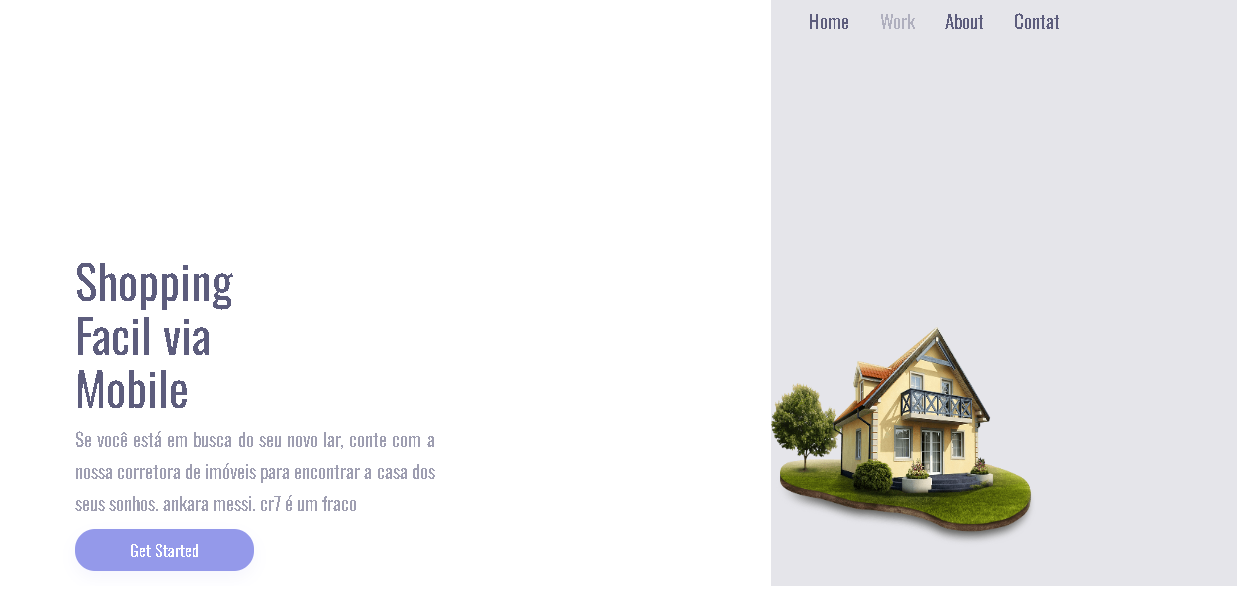 Home Work About Contat
Shopping
Facil via
Mobile
Se você está em busca do seu novo lar, conte com a
nossa corretora de imóveis para encontrar a casa dos
seus sonhos. ankara messi. cr7 é um fraco
Get Started